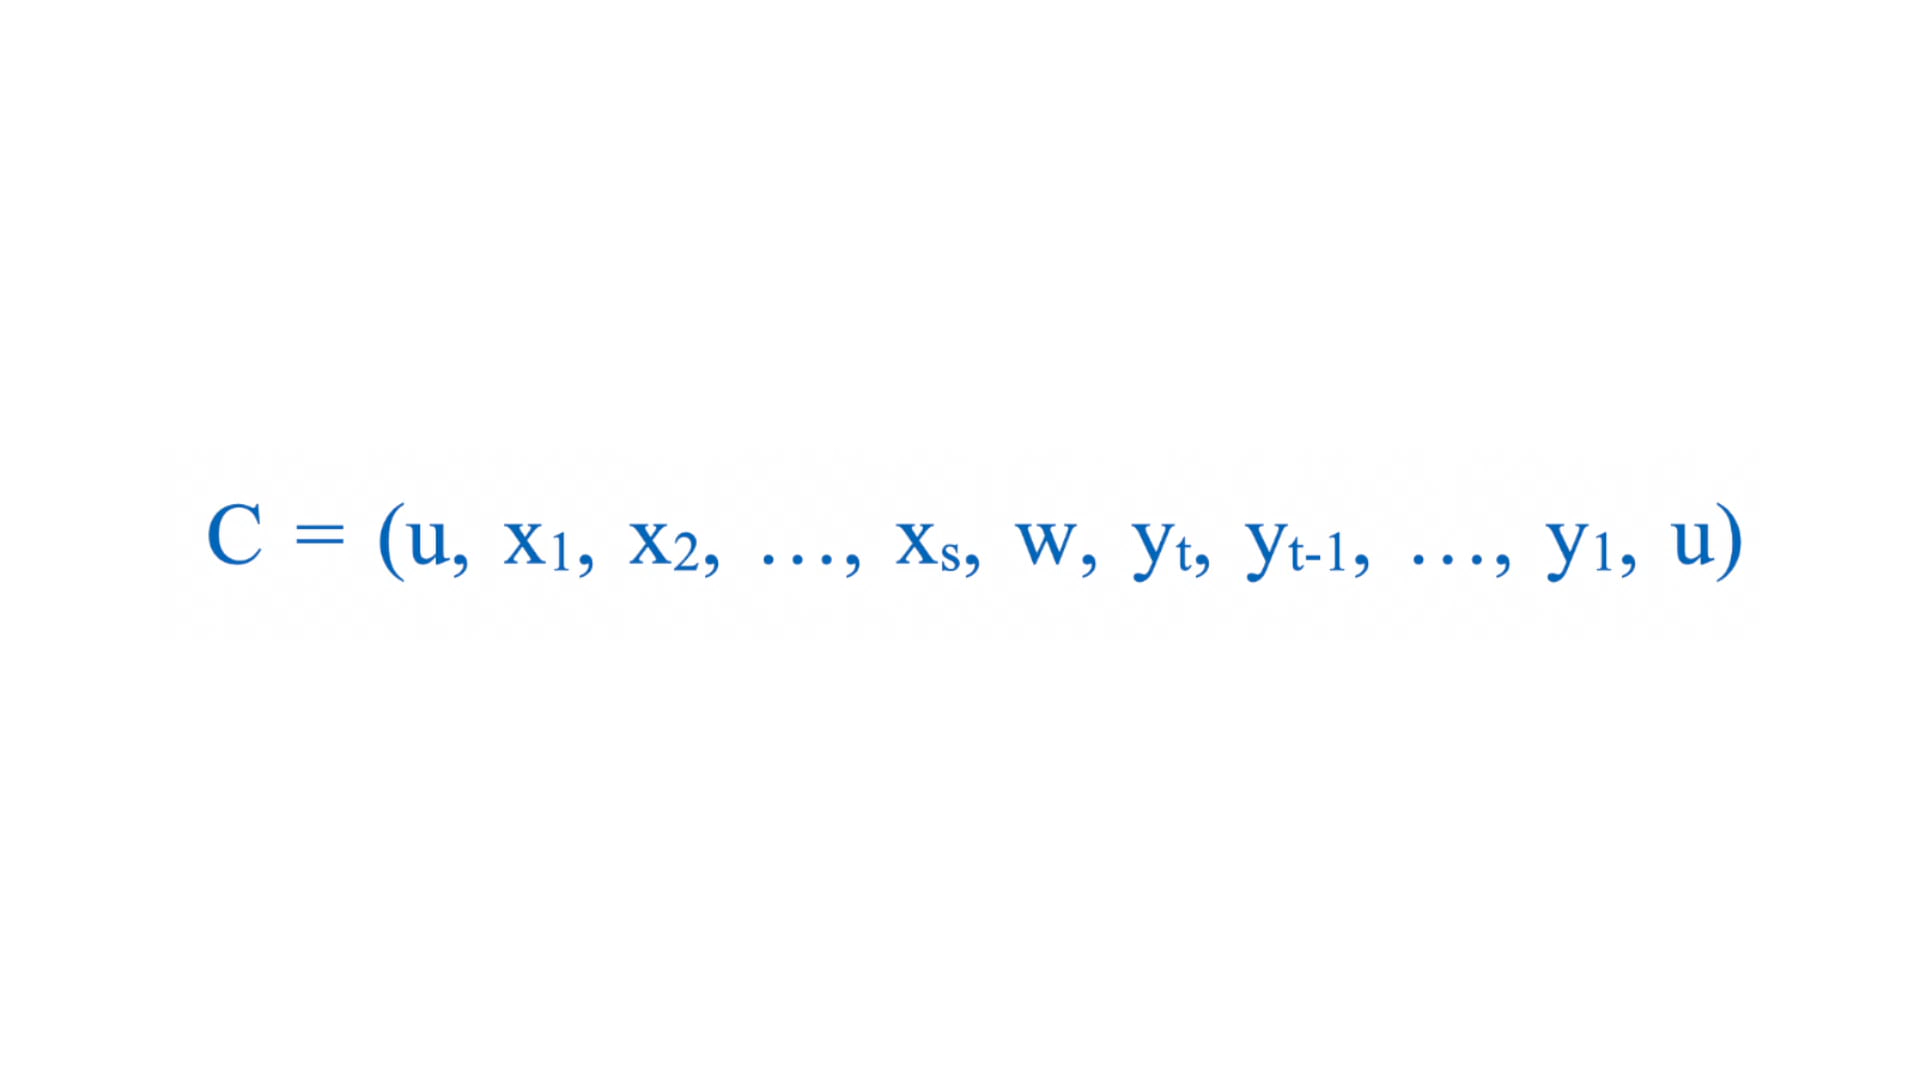 C = (u, x₁, x₂, …, xₛ, w, yₜ, yₜ₋₁, …, y₁, u)